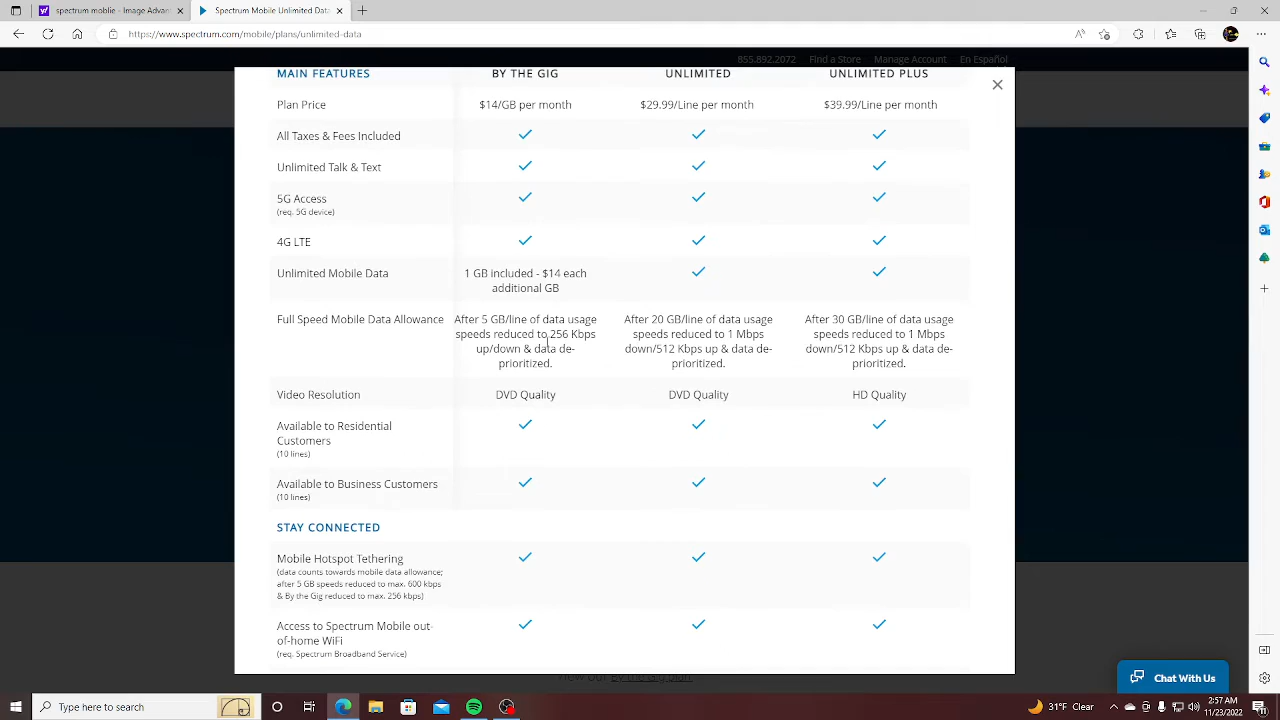 spectrum mobile - Image Advanc
Spectrum Mobile Unlimited Data
https://www.spectrum.com/mobile/plans/unlimited-data
855.892.2072 Find a Store Manage Account En Español
MAIN FEATURES BY THE GIG UNLIMITED UNLIMITED PLUS
Plan Price $14/GB per month $29.99/Line per month $39.99/Line per month
All Taxes & Fees Included
Unlimited Talk & Text
5G Access
(req. 5G device)
4G LTE
Unlimited Mobile Data 1 GB included - $14 each
additional GB
Full Speed Mobile Data Allowance After 5 GB/line of data usage After 20 GB/line of data usage After 30 GB/line of data usage
speeds reduced to 256 Kbps speeds reduced to 1 Mbps speeds reduced to 1 Mbps
up/down & data de- down/512 Kbps up & data de- down/512 Kbps up & data de-
prioritized. prioritized. prioritized.
Video Resolution DVD Quality DVD Quality HD Quality
Available to Residential
Customers
(10 lines)
Available to Business Customers
(10 lines)
STAY CONNECTED
Mobile Hotspot Tethering
(data counts towards mobile data allowance;
after 5 GB speeds reduced to max. 600 kbps
& By the Gig reduced to max. 256 kbps)
Access to Spectrum Mobile out-
of-home WiFi
(req. Spectrum Broadband Service)
View our By the Gig plan.
Chat With Us
Type here to search
31°F Clear
2:57 AM
11/23/2022